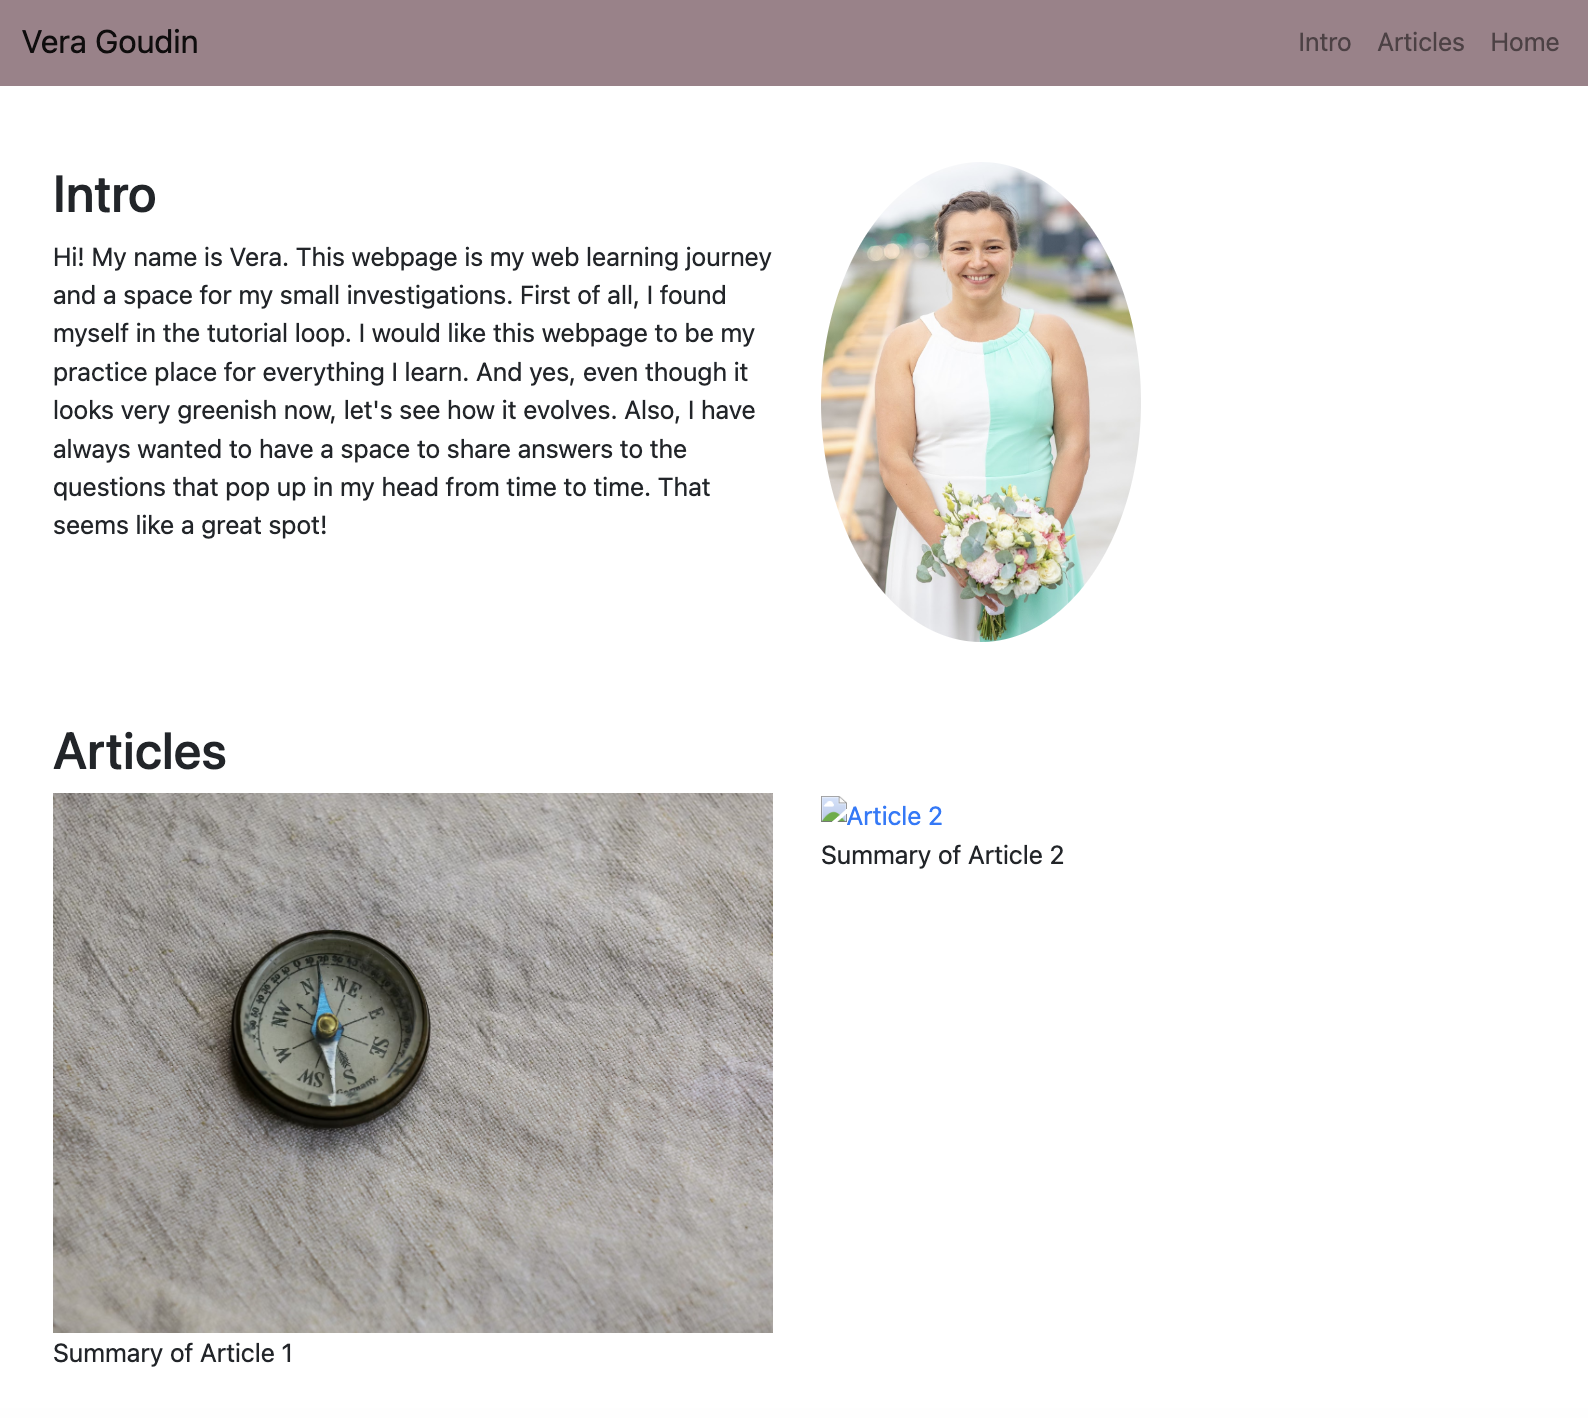 Vera Goudin
Intro Articles Home
Intro
Hi! My name is Vera. This webpage is my web learning journey
and a space for my small investigations. First of all, I found
myself in the tutorial loop. I would like this webpage to be my
practice place for everything I learn. And yes, even though it
looks very greenish now, let's see how it evolves. Also, I have
always wanted to have a space to share answers to the
questions that pop up in my head from time to time. That
seems like a great spot!
Articles
N
NE
E
SE
S
SW
W
NW
Germany
Article 2
Summary of Article 2
Summary of Article 1